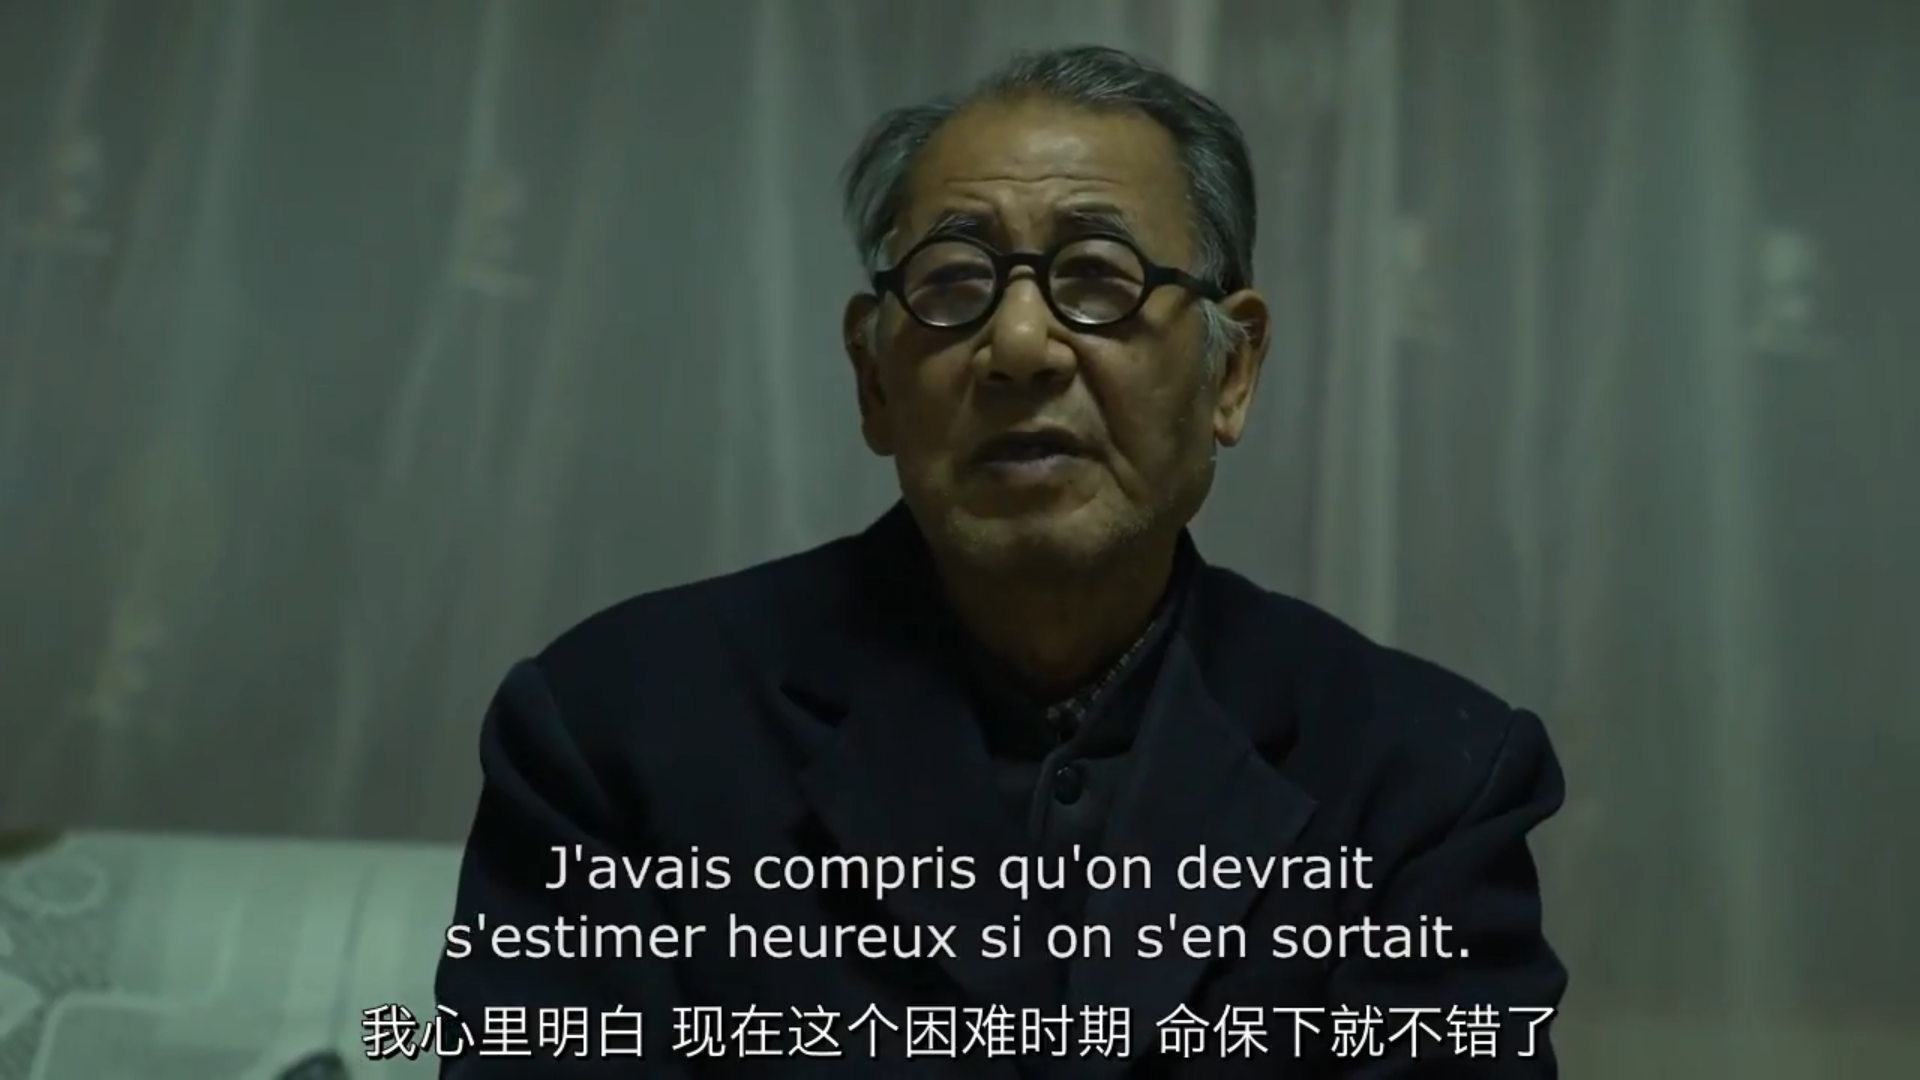 J'avais compris qu'on devrait
s'estimer heureux si on s'en sortait.
我心里明白 现在这个困难时期 命保下就不错了